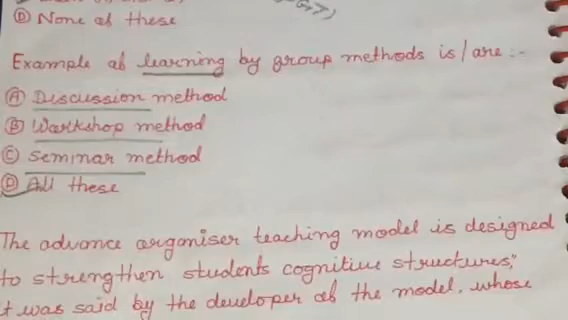 Ⓓ None of these
Example of learning by group methods is/are :-
Ⓐ Discussion method
Ⓑ Workshop method
Ⓒ Seminar method
Ⓓ All these
The advance organiser teaching model is designed
to strengthen students cognitive structures,"
it was said by the developer of the model, whose